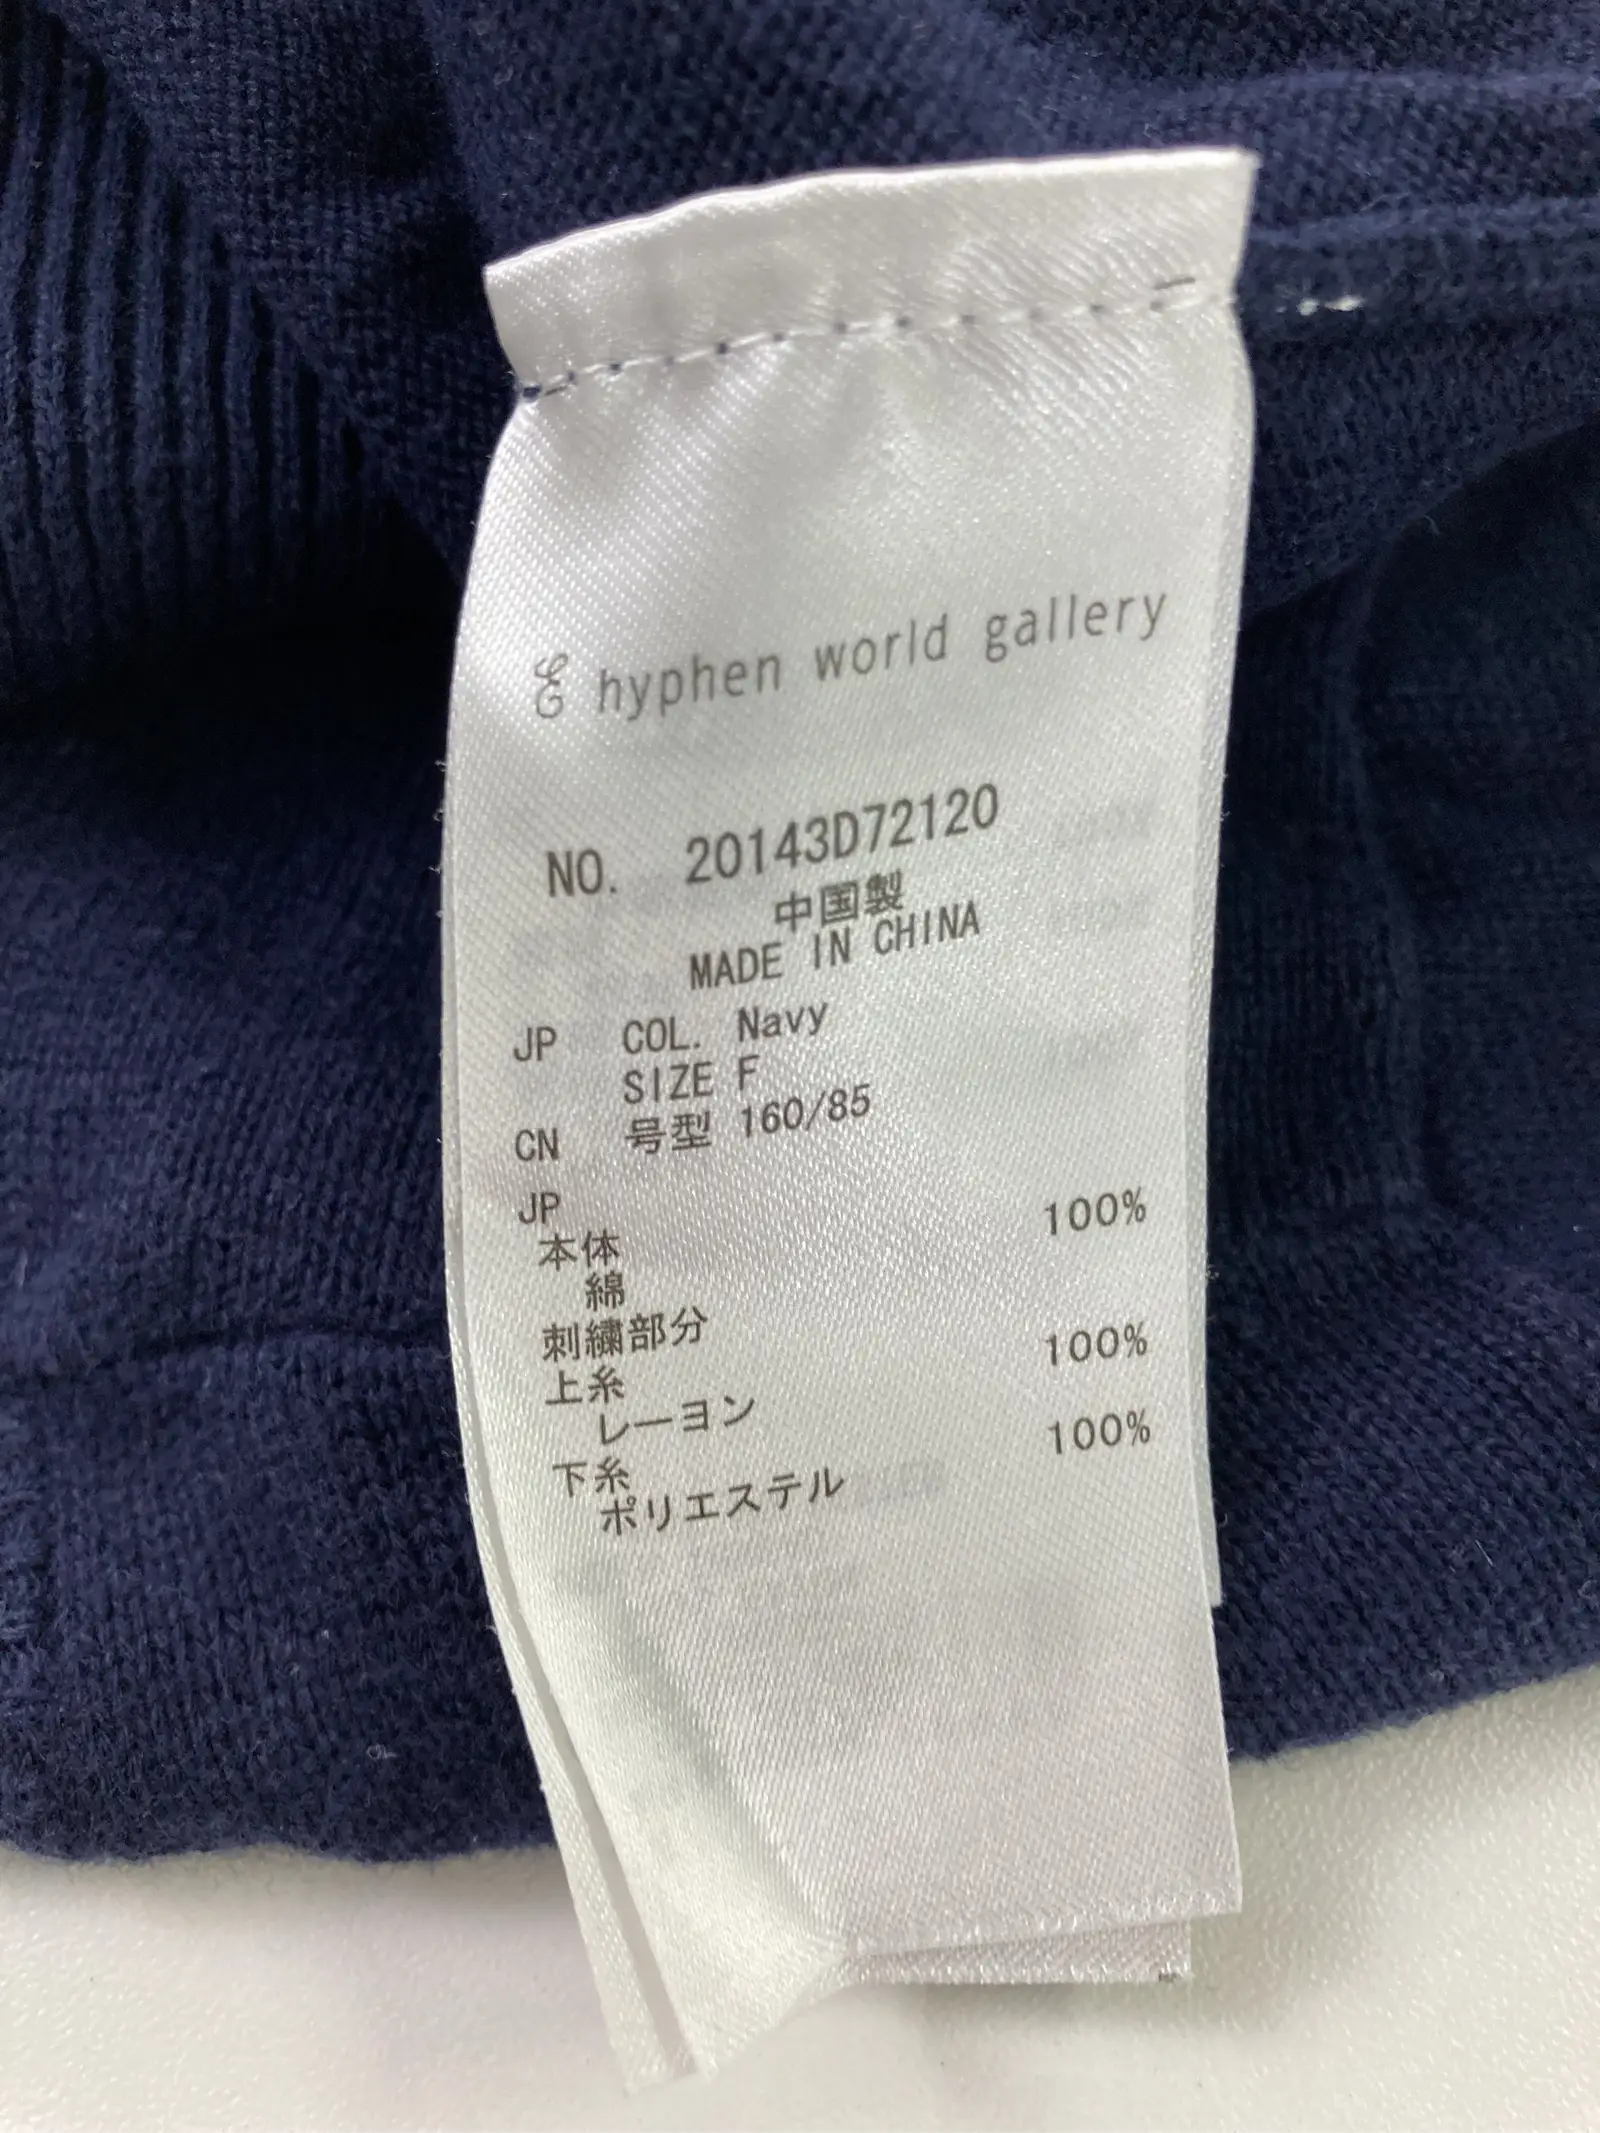 E hyphen world gallery
NO. 20143D72120
中国製
MADE IN CHINA
JP COL. Navy
SIZE F
CN 号型 160/85
JP
本体 100%
綿
刺繍部分
上糸 100%
レーヨン
下糸 100%
ポリエステル